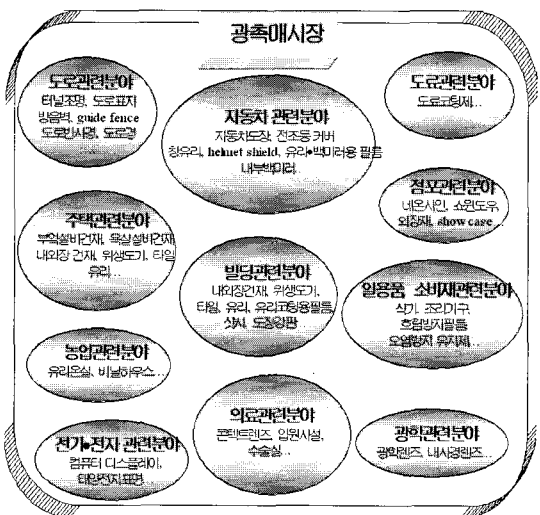 광촉매시장
도로관련분야
터널조명, 도로표지
방음벽, guide fence
도로반사명, 도로경
자동차 관련분야
자동차도장, 전조등 커버
창유리, helmet shield, 유리•백미러용 필름
내부백미러...
도료관련분야
도료코팅제...
점포관련분야
네온사인, 쇼윈도우,
외장재, show case...
주택관련분야
부엌설비건재, 욕실설비건재
내외장 건재, 위생도기, 타일
유리...
빌딩관련분야
내외장건재, 위생도기,
타일, 유리, 유리코팅용필름,
샷시, 도장강판
일용품 소비재관련분야
식기, 조리기구,
흐림방지필름,
오염방지 유지제...
농업관련분야
유리온실, 비닐하우스...
의료관련분야
콘택트렌즈, 입원시설,
수술실...
광학관련분야
광학렌즈, 내시경렌즈...
전기•전자 관련분야
컴퓨터 디스플레이,
태양전지표면,